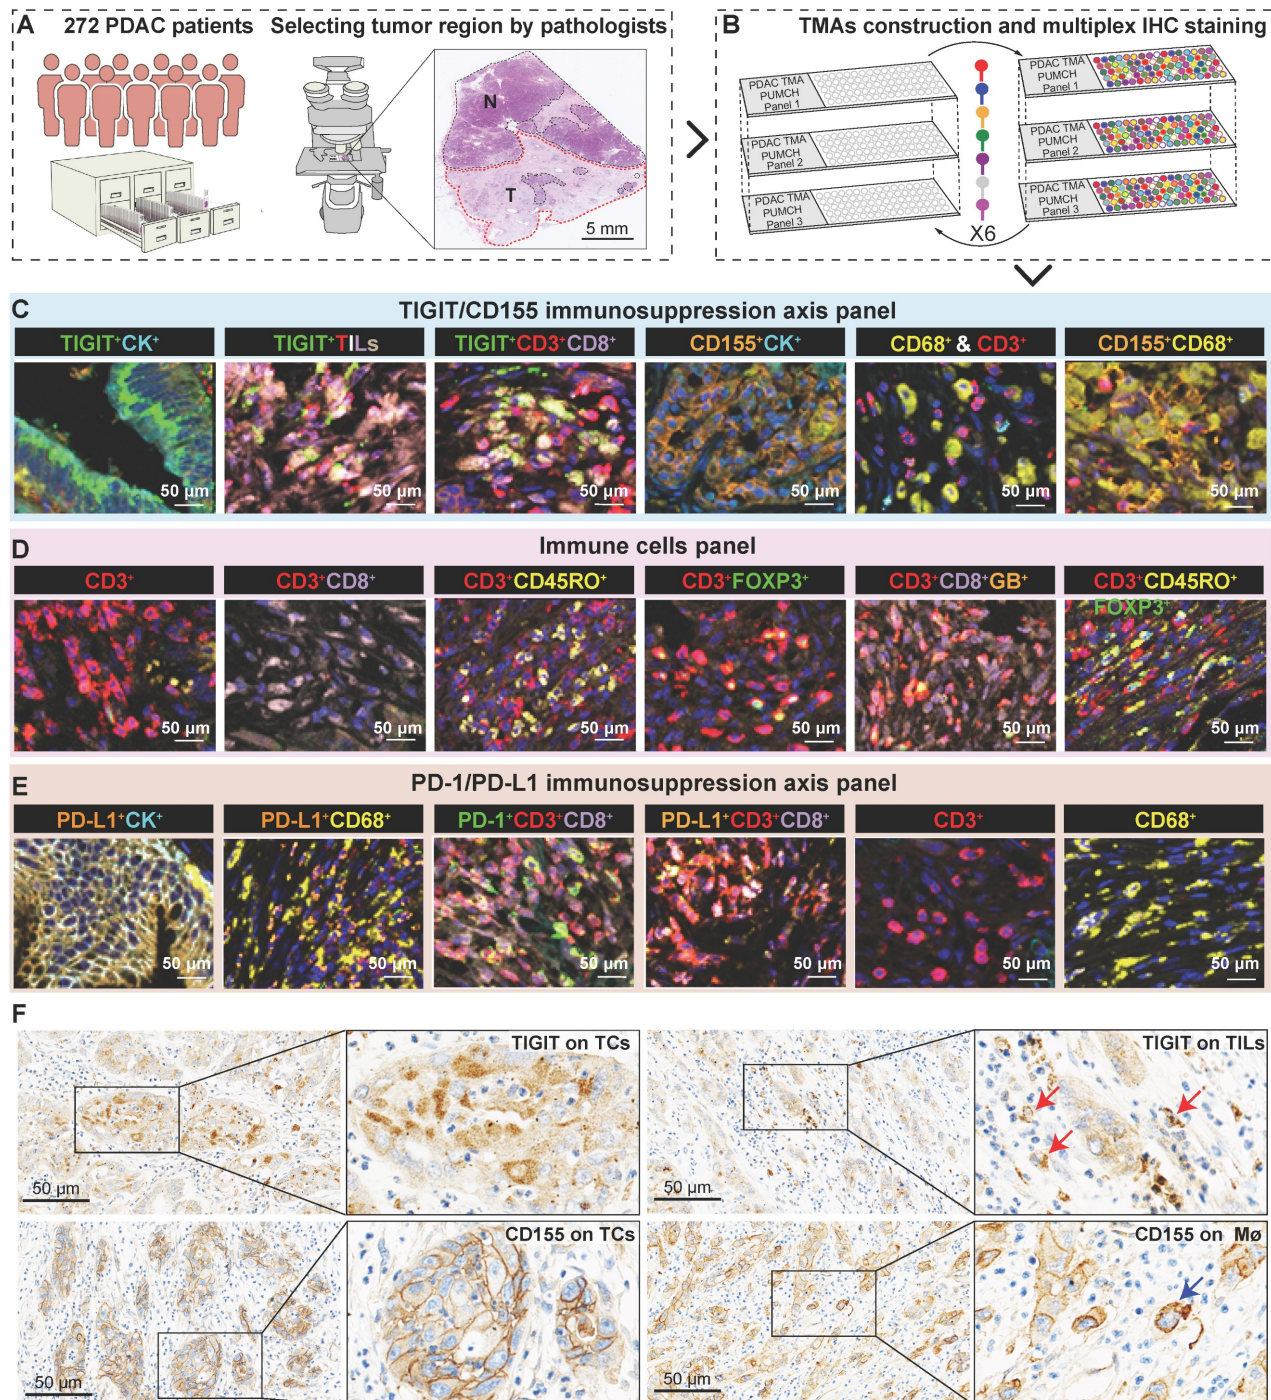 A 272 PDAC patients Selecting tumor region by pathologists
N
T
5 mm
B TMAs construction and multiplex IHC staining
PDAC TMA
PUMCH
Panel 1
PDAC TMA
PUMCH
Panel 2
PDAC TMA
PUMCH
Panel 3
X6
PDAC TMA
PUMCH
Panel 1
PDAC TMA
PUMCH
Panel 2
PDAC TMA
PUMCH
Panel 3
C TIGIT/CD155 immunosuppression axis panel
TIGIT⁺CK⁺ TIGIT⁺TILs TIGIT⁺CD3⁺CD8⁺ CD155⁺CK⁺ CD68⁺ & CD3⁺ CD155⁺CD68⁺
50 µm 50 µm 50 µm 50 µm 50 µm 50 µm
D Immune cells panel
CD3⁺ CD3⁺CD8⁺ CD3⁺CD45RO⁺ CD3⁺FOXP3⁺ CD3⁺CD8⁺GB⁺ CD3⁺CD45RO⁺
FOXP3⁺
50 µm 50 µm 50 µm 50 µm 50 µm 50 µm
E PD-1/PD-L1 immunosuppression axis panel
PD-L1⁺CK⁺ PD-L1⁺CD68⁺ PD-1⁺CD3⁺CD8⁺ PD-L1⁺CD3⁺CD8⁺ CD3⁺ CD68⁺
50 µm 50 µm 50 µm 50 µm 50 µm 50 µm
F
TIGIT on TCs TIGIT on TILs
50 µm 50 µm
CD155 on TCs CD155 on Mø
50 µm 50 µm